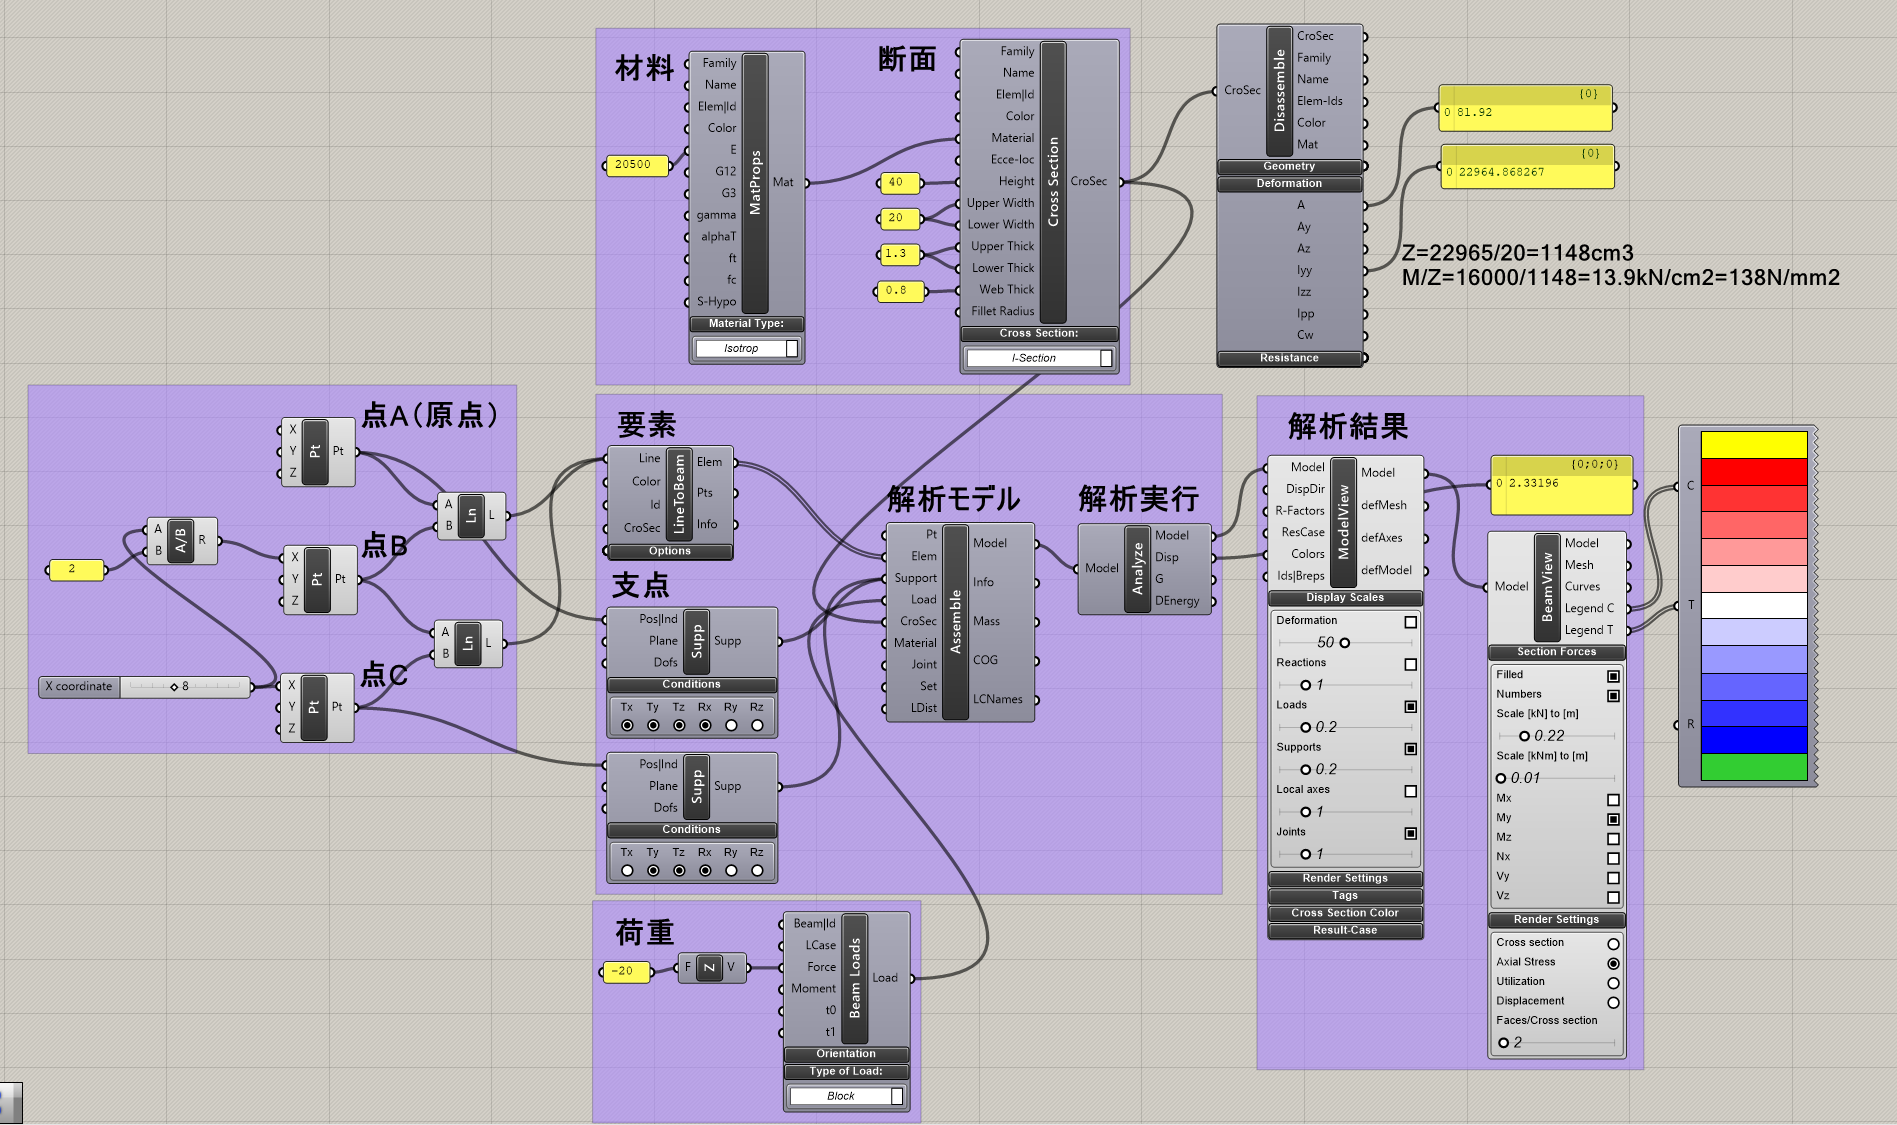 材料
Family
Name
Elem|Id
Color
E
G12
G3
gamma
alphaT
ft
fc
S-Hypo
MatProps
Mat
Material Type:
Isotrop
20500
断面
Family
Name
Elem|Id
Color
Material
Ecce-loc
Height
Upper Width
Lower Width
Upper Thick
Lower Thick
Web Thick
Fillet Radius
Cross Section
CroSec
Cross Section:
I-Section
40
20
1.3
0.8
CroSec
Disassemble
CroSec
Family
Name
Elem-Ids
Color
Mat
Geometry
Deformation
A
Ay
Az
Iyy
Izz
Ipp
Cw
Resistance
{0}
0 81.92
{0}
0 22964.868267
Z=22965/20=1148cm3
M/Z=16000/1148=13.9kN/cm2=138N/mm2
点A(原点)
X
Y
Z
Pt
Pt
A
B
Ln
L
2
A
B
A/B
R
点B
X
Y
Z
Pt
Pt
A
B
Ln
L
点C
X coordinate
8
X
Y
Z
Pt
Pt
要素
Line
Color
Id
CroSec
LineToBeam
Elem
Pts
Info
Options
支点
Pos|Ind
Plane
Dofs
Supp
Supp
Conditions
Tx Ty Tz Rx Ry Rz
Pos|Ind
Plane
Dofs
Supp
Supp
Conditions
Tx Ty Tz Rx Ry Rz
解析モデル
Pt
Elem
Support
Load
CroSec
Material
Joint
Set
LDist
Assemble
Model
Info
Mass
COG
LCNames
解析実行
Model
Analyze
Model
Disp
G
DEnergy
荷重
-20
F
Z
V
Beam|Id
LCase
Force
Moment
t0
t1
Beam Loads
Load
Orientation
Type of Load:
Block
解析結果
Model
DispDir
R-Factors
ResCase
Colors
Ids|Breps
ModelView
Model
defMesh
defAxes
defModel
Display Scales
Deformation
50
Reactions
1
Loads
0.2
Supports
0.2
Local axes
1
Joints
1
Render Settings
Tags
Cross Section Color
Result-Case
{0;0;0}
0 2.33196
Model
BeamView
Model
Mesh
Curves
Legend C
Legend T
Section Forces
Filled
Numbers
Scale [kN] to [m]
0.22
Scale [kNm] to [m]
0.01
Mx
My
Mz
Nx
Vy
Vz
Render Settings
Cross section
Axial Stress
Utilization
Displacement
Faces/Cross section
2
C
T
R